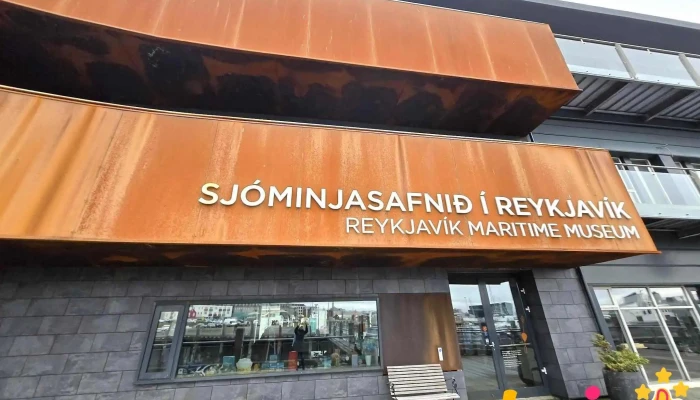 SJÓMINJASAFNIÐ Í REYKJAVÍK
REYKJAVÍK MARITIME MUSEUM